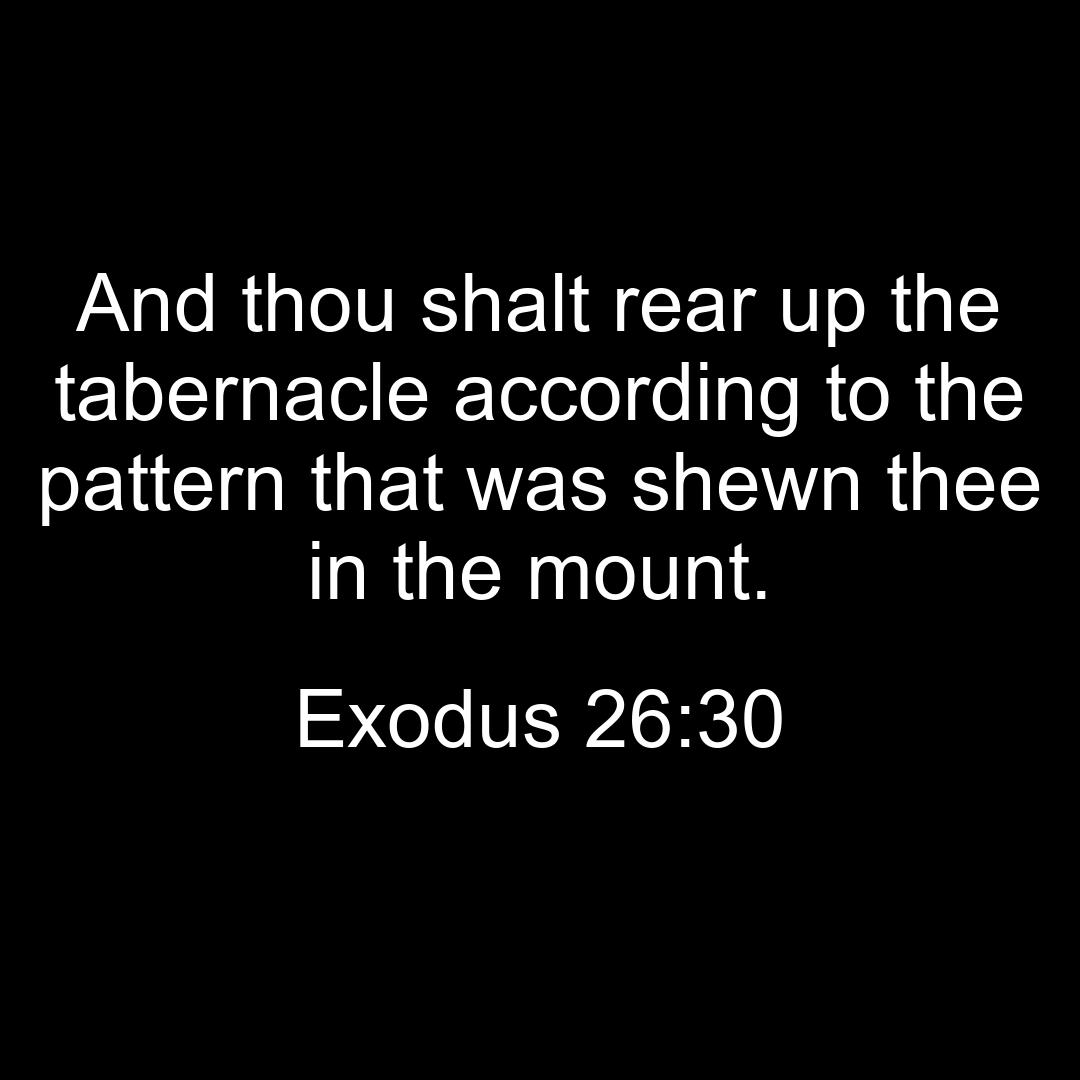 And thou shalt rear up the
tabernacle according to the
pattern that was shewn thee
in the mount.
Exodus 26:30